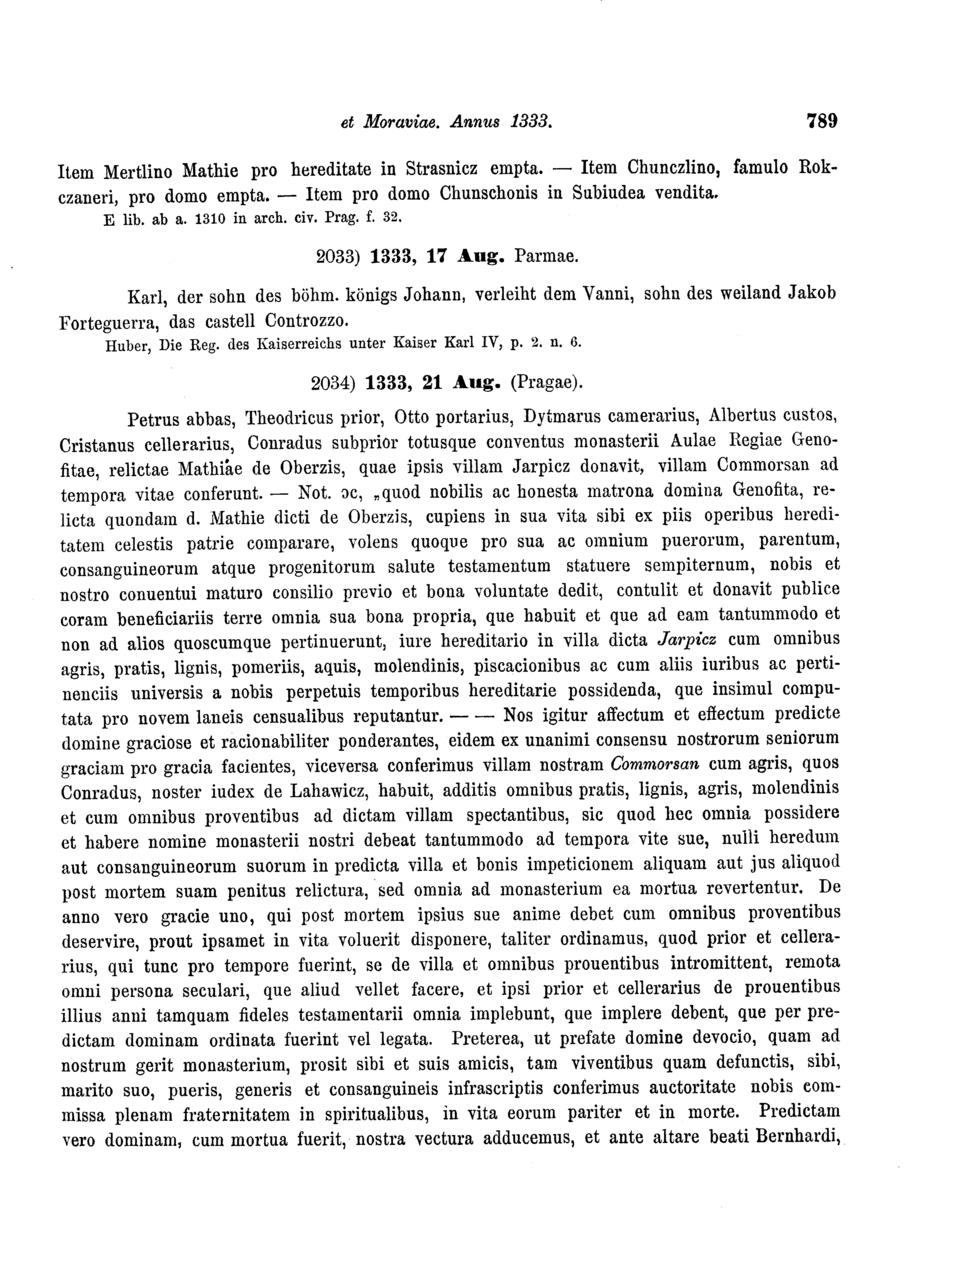 et Moraviae. Annus 1333. 789
Item Mertlino Mathie pro hereditate in Strasnicz empta. — Item Chunczlino, famulo Rok-
czaneri, pro domo empta. — Item pro domo Chunschonis in Subiudea vendita.
E lib. ab a. 1310 in arch. civ. Prag. f. 32.
2033) 1333, 17 Aug. Parmae.
Karl, der sohn des böhm. königs Johann, verleiht dem Vanni, sohn des weiland Jakob
Forteguerra, das castell Controzzo.
Huber, Die Reg. des Kaiserreichs unter Kaiser Karl IV, p. 2. n. 6.
2034) 1333, 21 Aug. (Pragae).
Petrus abbas, Theodricus prior, Otto portarius, Dytmarus camerarius, Albertus custos,
Cristanus cellerarius, Conradus subprior totusque conventus monasterii Aulae Regiae Geno-
fitae, relictae Mathiae de Oberzis, quae ipsis villam Jarpicz donavit, villam Commorsan ad
tempora vitae conferunt. — Not. ɔc, „quod nobilis ac honesta matrona domina Genofita, re-
licta quondam d. Mathie dicti de Oberzis, cupiens in sua vita sibi ex piis operibus heredi-
tatem celestis patrie comparare, volens quoque pro sua ac omnium puerorum, parentum,
consanguineorum atque progenitorum salute testamentum statuere sempiternum, nobis et
nostro conuentui maturo consilio previo et bona voluntate dedit, contulit et donavit publice
coram beneficiariis terre omnia sua bona propria, que habuit et que ad eam tantummodo et
non ad alios quoscumque pertinuerunt, iure hereditario in villa dicta Jarpicz cum omnibus
agris, pratis, lignis, pomeriis, aquis, molendinis, piscacionibus ac cum aliis iuribus ac perti-
nenciis universis a nobis perpetuis temporibus hereditarie possidenda, que insimul compu-
tata pro novem laneis censualibus reputantur. — — Nos igitur affectum et effectum predicte
domine graciose et racionabiliter ponderantes, eidem ex unanimi consensu nostrorum seniorum
graciam pro gracia facientes, viceversa conferimus villam nostram Commorsan cum agris, quos
Conradus, noster iudex de Lahawicz, habuit, additis omnibus pratis, lignis, agris, molendinis
et cum omnibus proventibus ad dictam villam spectantibus, sic quod hec omnia possidere
et habere nomine monasterii nostri debeat tantummodo ad tempora vite sue, nulli heredum
aut consanguineorum suorum in predicta villa et bonis impeticionem aliquam aut jus aliquod
post mortem suam penitus relictura, sed omnia ad monasterium ea mortua revertentur. De
anno vero gracie uno, qui post mortem ipsius sue anime debet cum omnibus proventibus
deservire, prout ipsamet in vita voluerit disponere, taliter ordinamus, quod prior et cellera-
rius, qui tunc pro tempore fuerint, se de villa et omnibus prouentibus intromittent, remota
omni persona seculari, que aliud vellet facere, et ipsi prior et cellerarius de prouentibus
illius anni tamquam fideles testamentarii omnia implebunt, que implere debent, que per pre-
dictam dominam ordinata fuerint vel legata. Preterea, ut prefate domine devocio, quam ad
nostrum gerit monasterium, prosit sibi et suis amicis, tam viventibus quam defunctis, sibi,
marito suo, pueris, generis et consanguineis infrascriptis conferimus auctoritate nobis com-
missa plenam fraternitatem in spiritualibus, in vita eorum pariter et in morte. Predictam
vero dominam, cum mortua fuerit, nostra vectura adducemus, et ante altare beati Bernhardi,